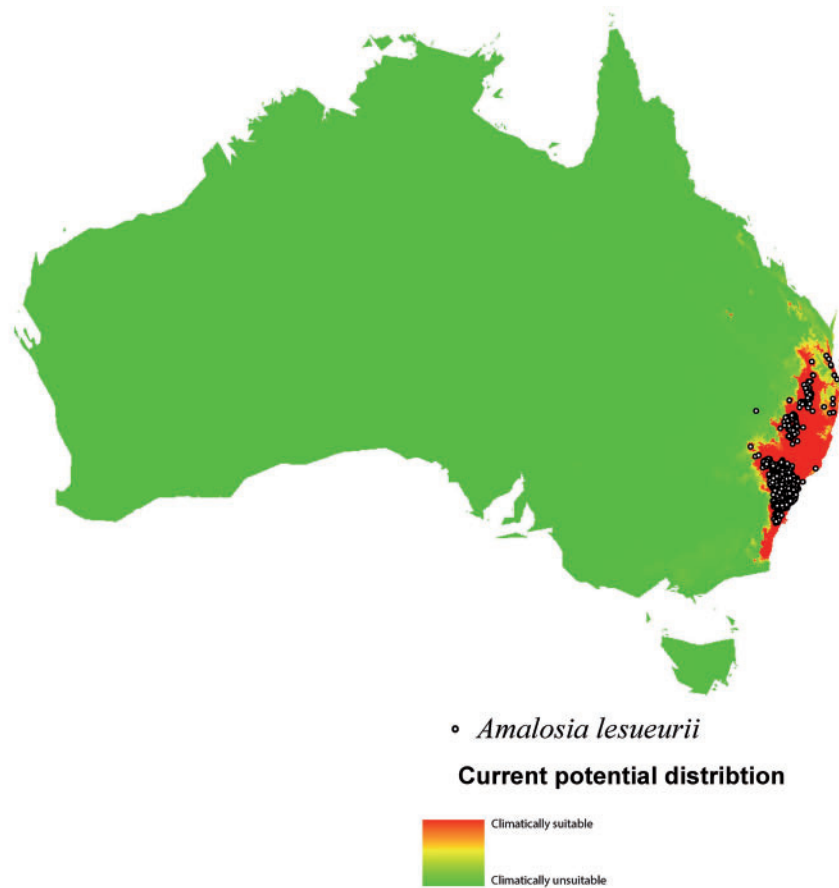 Amalosia lesueurii
Current potential distribtion
Climatically suitable
Climatically unsuitable